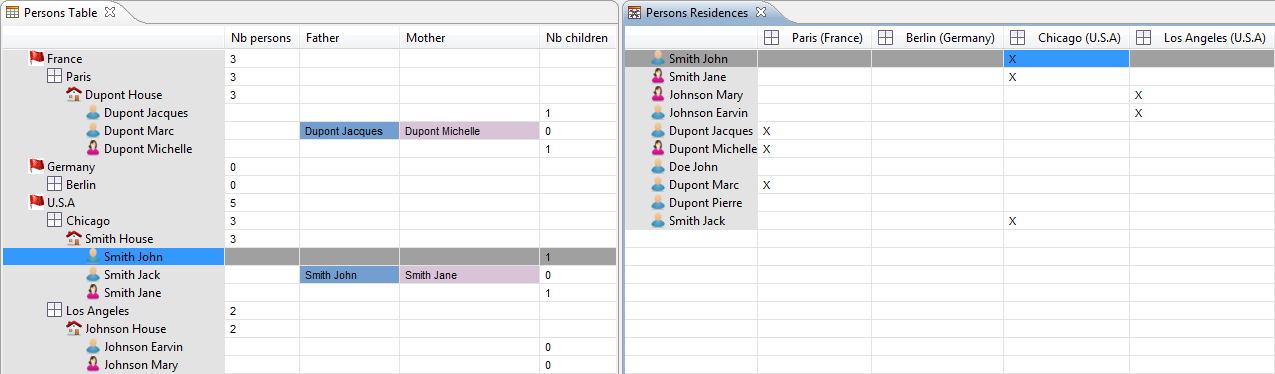 Persons Table
Nb persons Father Mother Nb children
France 3
Paris 3
Dupont House 3
Dupont Jacques 1
Dupont Marc Dupont Jacques Dupont Michelle 0
Dupont Michelle 1
Germany 0
Berlin 0
U.S.A 5
Chicago 3
Smith House 3
Smith John 1
Smith Jack Smith John Smith Jane 0
Smith Jane 1
Los Angeles 2
Johnson House 2
Johnson Earvin 0
Johnson Mary 0
Persons Residences
Paris (France) Berlin (Germany) Chicago (U.S.A) Los Angeles (U.S.A)
Smith John X
Smith Jane X
Johnson Mary X
Johnson Earvin X
Dupont Jacques X
Dupont Michelle X
Doe John
Dupont Marc X
Dupont Pierre
Smith Jack X